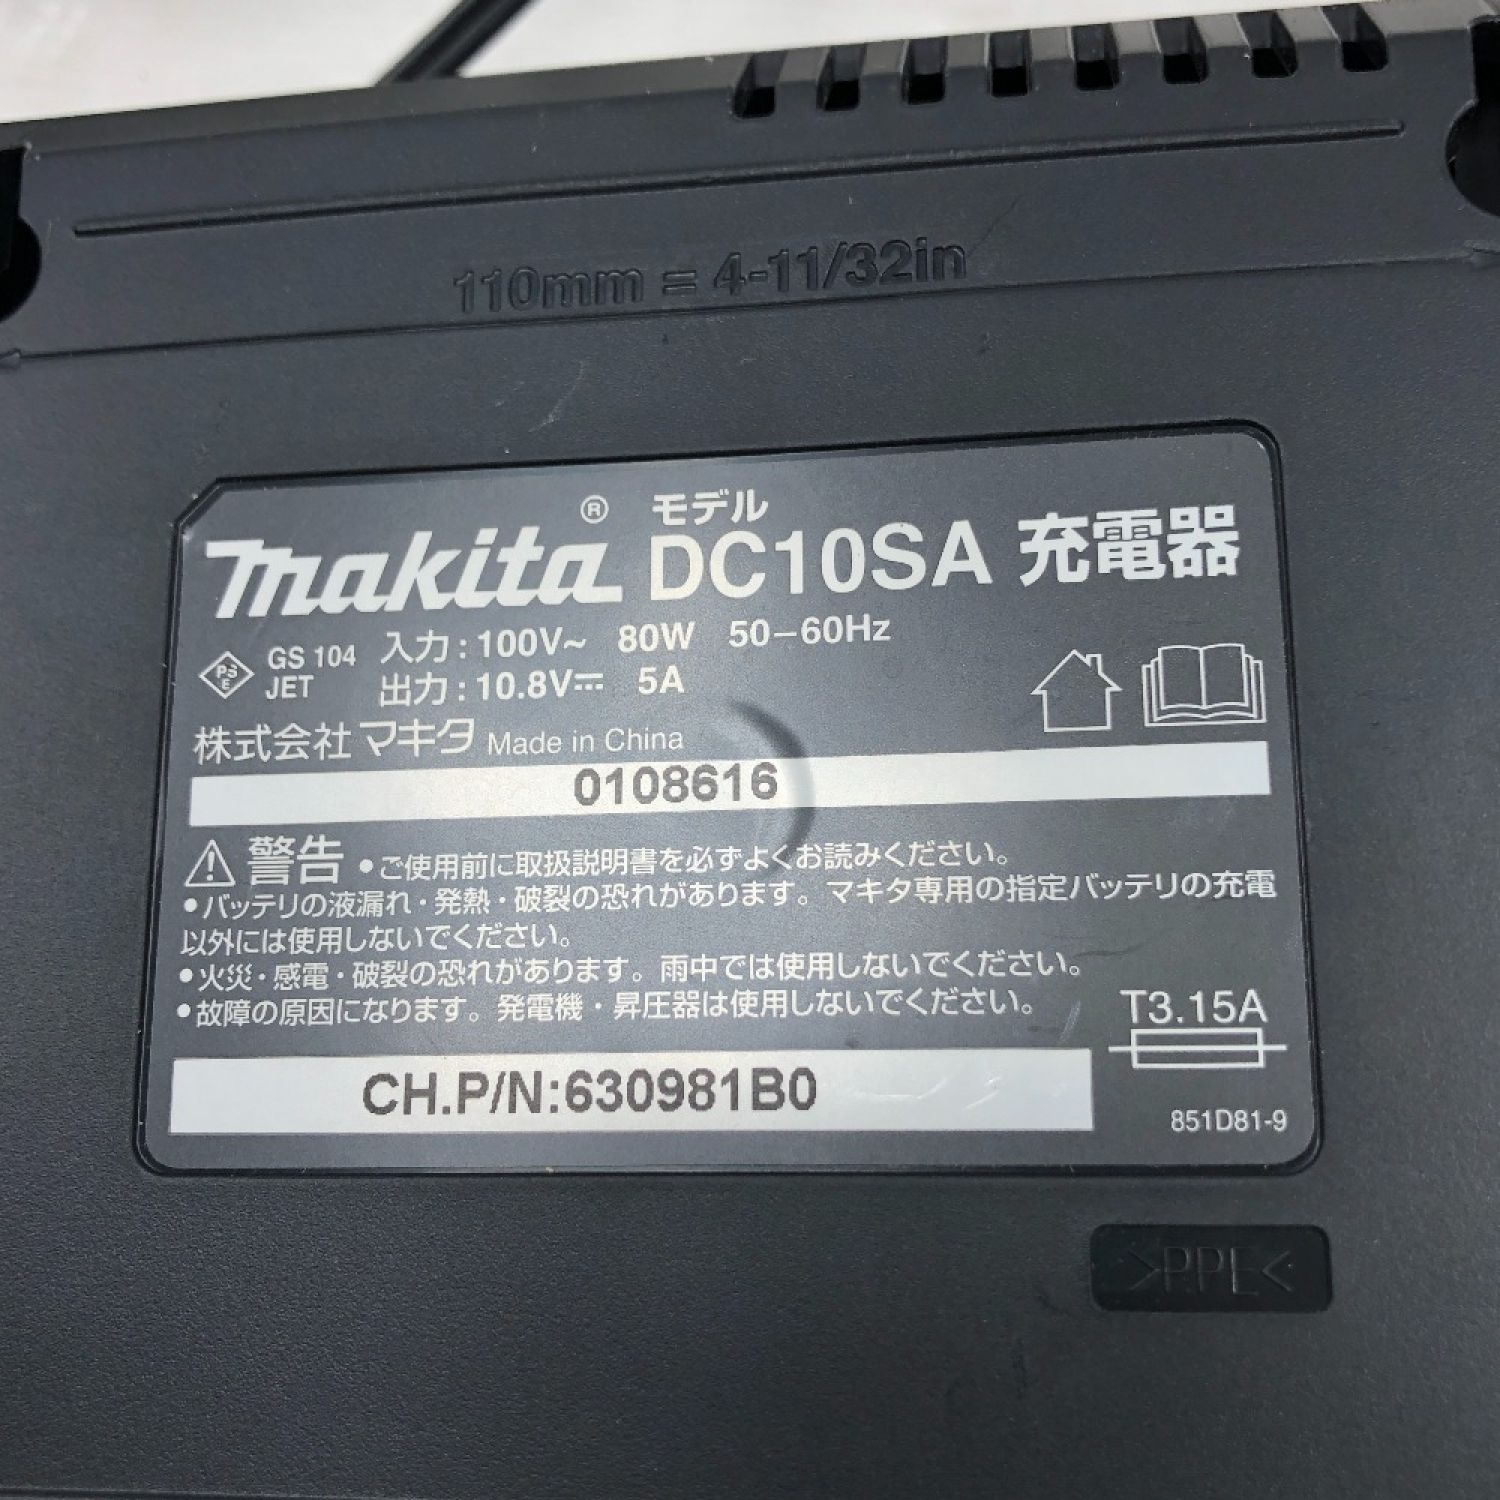 110mm = 4-11/32in
makita® モデル DC10SA 充電器
PSE GS 104 JET
入力:100V~ 80W 50-60Hz
出力:10.8V⎓ 5A
株式会社マキタ Made in China
0108616
⚠警告 •ご使用前に取扱説明書を必ずよくお読みください。
•バッテリの液漏れ・発熱・破裂の恐れがあります。マキタ専用の指定バッテリの充電
以外には使用しないでください。
•火災・感電・破裂の恐れがあります。雨中では使用しないでください。
•故障の原因になります。発電機・昇圧器は使用しないでください。
T3.15A
CH.P/N:630981B0
851D81-9
>P.PE<